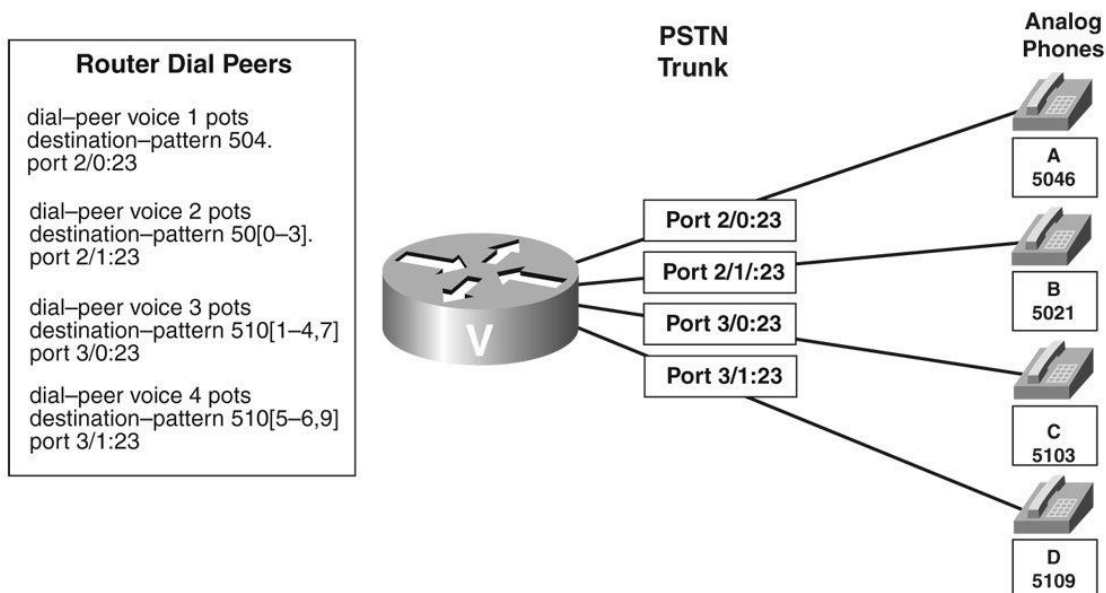 Router Dial Peers
dial–peer voice 1 pots
destination–pattern 504.
port 2/0:23
dial–peer voice 2 pots
destination–pattern 50[0–3].
port 2/1:23
dial–peer voice 3 pots
destination–pattern 510[1–4,7]
port 3/0:23
dial–peer voice 4 pots
destination–pattern 510[5–6,9]
port 3/1:23
V
PSTN
Trunk
Port 2/0:23
Port 2/1/:23
Port 3/0:23
Port 3/1:23
Analog
Phones
A
5046
B
5021
C
5103
D
5109